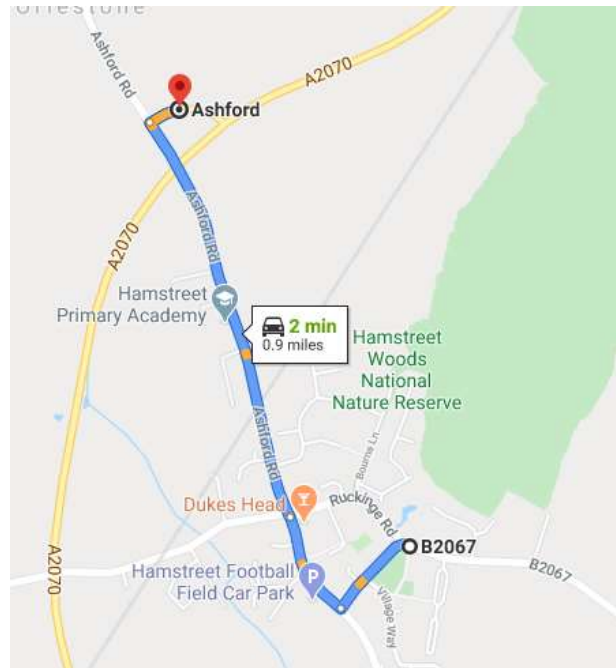 Ashford Rd
A2070
Ashford
A2070
Ashford Rd
Hamstreet
Primary Academy
2 min
0.9 miles
Hamstreet
Woods
National
Nature Reserve
Ashford Rd
Bourne Ln
Dukes Head
Ruckinge Rd
B2067
A2070
Hamstreet Football
Field Car Park
P
B2067
Village Way